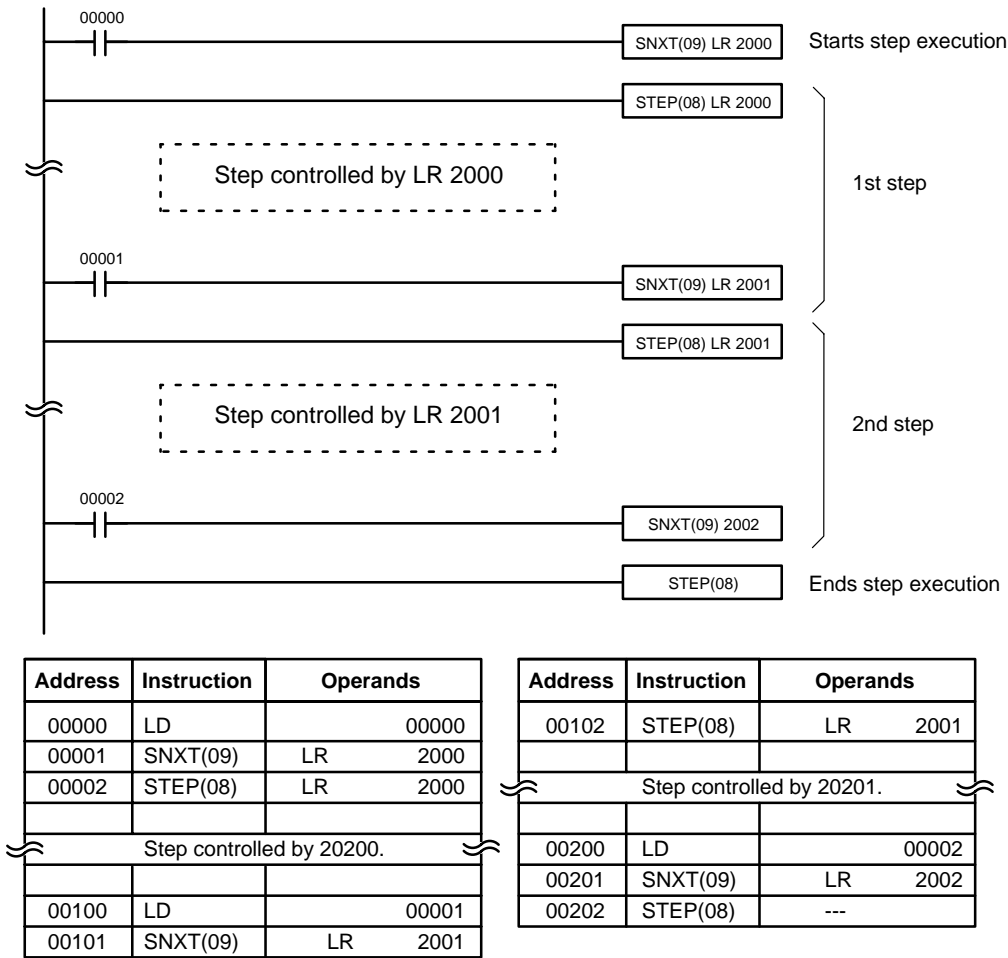 00000
SNXT(09) LR 2000 Starts step execution
STEP(08) LR 2000
Step controlled by LR 2000
1st step
00001
SNXT(09) LR 2001
STEP(08) LR 2001
Step controlled by LR 2001
2nd step
00002
SNXT(09) 2002
STEP(08) Ends step execution
Address Instruction Operands
00000 LD 00000
00001 SNXT(09) LR 2000
00002 STEP(08) LR 2000
Step controlled by 20200.
00100 LD 00001
00101 SNXT(09) LR 2001
Address Instruction Operands
00102 STEP(08) LR 2001
Step controlled by 20201.
00200 LD 00002
00201 SNXT(09) LR 2002
00202 STEP(08) ---